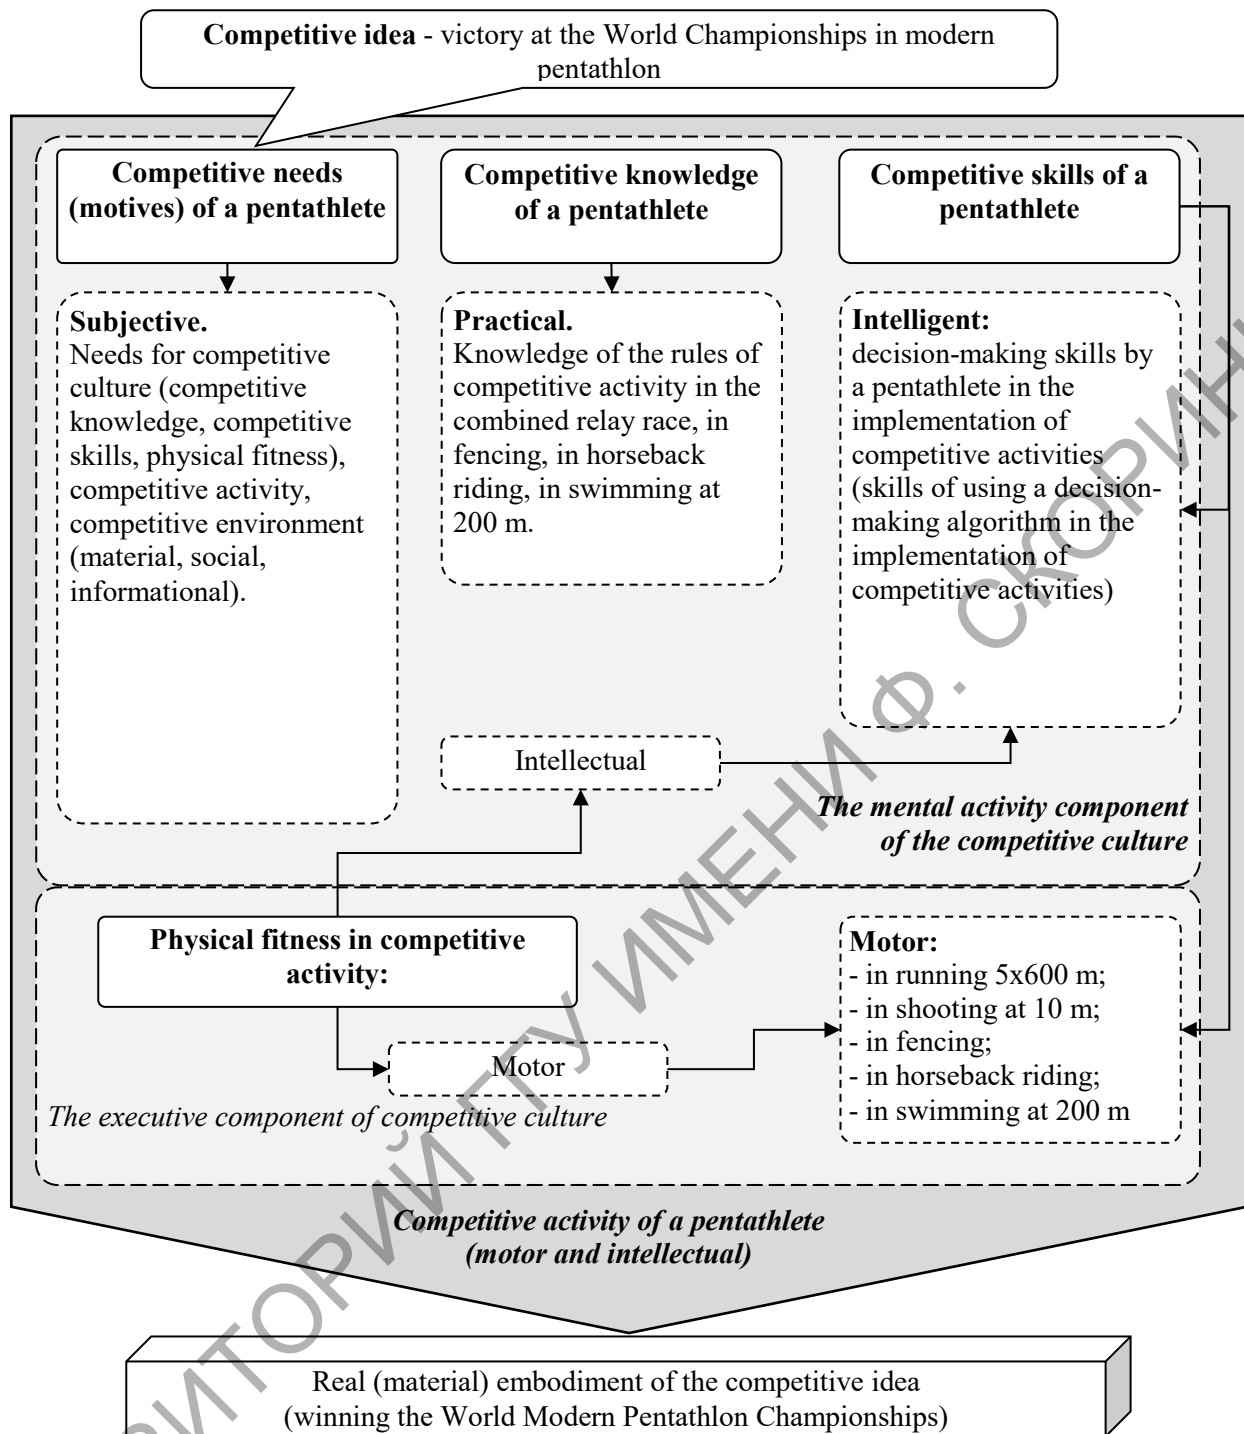 Competitive idea - victory at the World Championships in modern
pentathlon
Competitive needs
(motives) of a pentathlete
Competitive knowledge
of a pentathlete
Competitive skills of a
pentathlete
Subjective.
Needs for competitive
culture (competitive
knowledge, competitive
skills, physical fitness),
competitive activity,
competitive environment
(material, social,
informational).
Practical.
Knowledge of the rules of
competitive activity in the
combined relay race, in
fencing, in horseback
riding, in swimming at
200 m.
Intelligent:
decision-making skills by
a pentathlete in the
implementation of
competitive activities
(skills of using a decision-
making algorithm in the
implementation of
competitive activities)
Intellectual
The mental activity component
of the competitive culture
Physical fitness in competitive
activity:
Motor
The executive component of competitive culture
Motor:
- in running 5x600 m;
- in shooting at 10 m;
- in fencing;
- in horseback riding;
- in swimming at 200 m
Competitive activity of a pentathlete
(motor and intellectual)
Real (material) embodiment of the competitive idea
(winning the World Modern Pentathlon Championships)
ГГУ ИМЕНИ Ф.